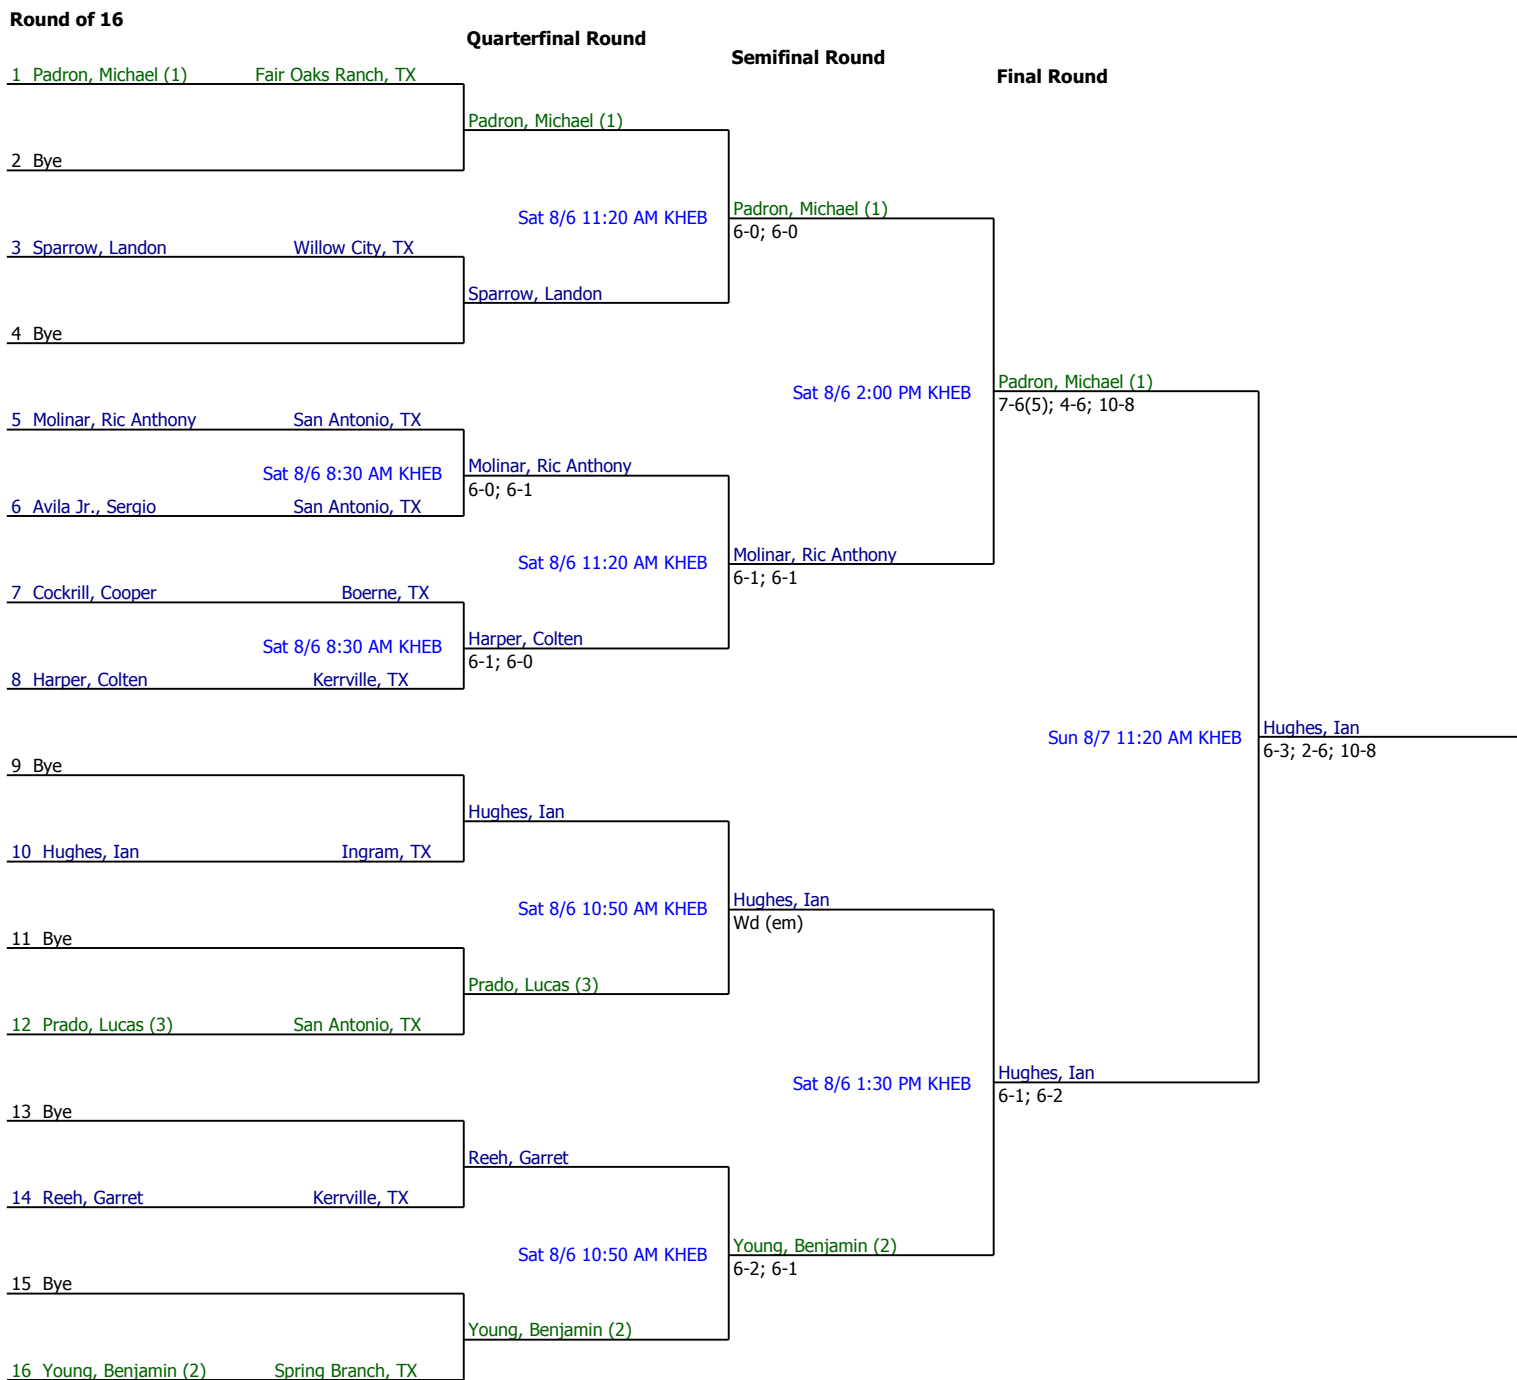 Round of 16
Quarterfinal Round
Semifinal Round
Final Round
1 Padron, Michael (1) Fair Oaks Ranch, TX
Padron, Michael (1)
2 Bye
Sat 8/6 11:20 AM KHEB
Padron, Michael (1)
6-0; 6-0
3 Sparrow, Landon Willow City, TX
Sparrow, Landon
4 Bye
Sat 8/6 2:00 PM KHEB
Padron, Michael (1)
7-6(5); 4-6; 10-8
5 Molinar, Ric Anthony San Antonio, TX
Sat 8/6 8:30 AM KHEB
Molinar, Ric Anthony
6-0; 6-1
6 Avila Jr., Sergio San Antonio, TX
Sat 8/6 11:20 AM KHEB
Molinar, Ric Anthony
6-1; 6-1
7 Cockrill, Cooper Boerne, TX
Sat 8/6 8:30 AM KHEB
Harper, Colten
6-1; 6-0
8 Harper, Colten Kerrville, TX
Sun 8/7 11:20 AM KHEB
Hughes, Ian
6-3; 2-6; 10-8
9 Bye
Hughes, Ian
10 Hughes, Ian Ingram, TX
Sat 8/6 10:50 AM KHEB
Hughes, Ian
Wd (em)
11 Bye
Prado, Lucas (3)
12 Prado, Lucas (3) San Antonio, TX
Sat 8/6 1:30 PM KHEB
Hughes, Ian
6-1; 6-2
13 Bye
Reeh, Garret
14 Reeh, Garret Kerrville, TX
Sat 8/6 10:50 AM KHEB
Young, Benjamin (2)
6-2; 6-1
15 Bye
Young, Benjamin (2)
16 Young, Benjamin (2) Spring Branch, TX